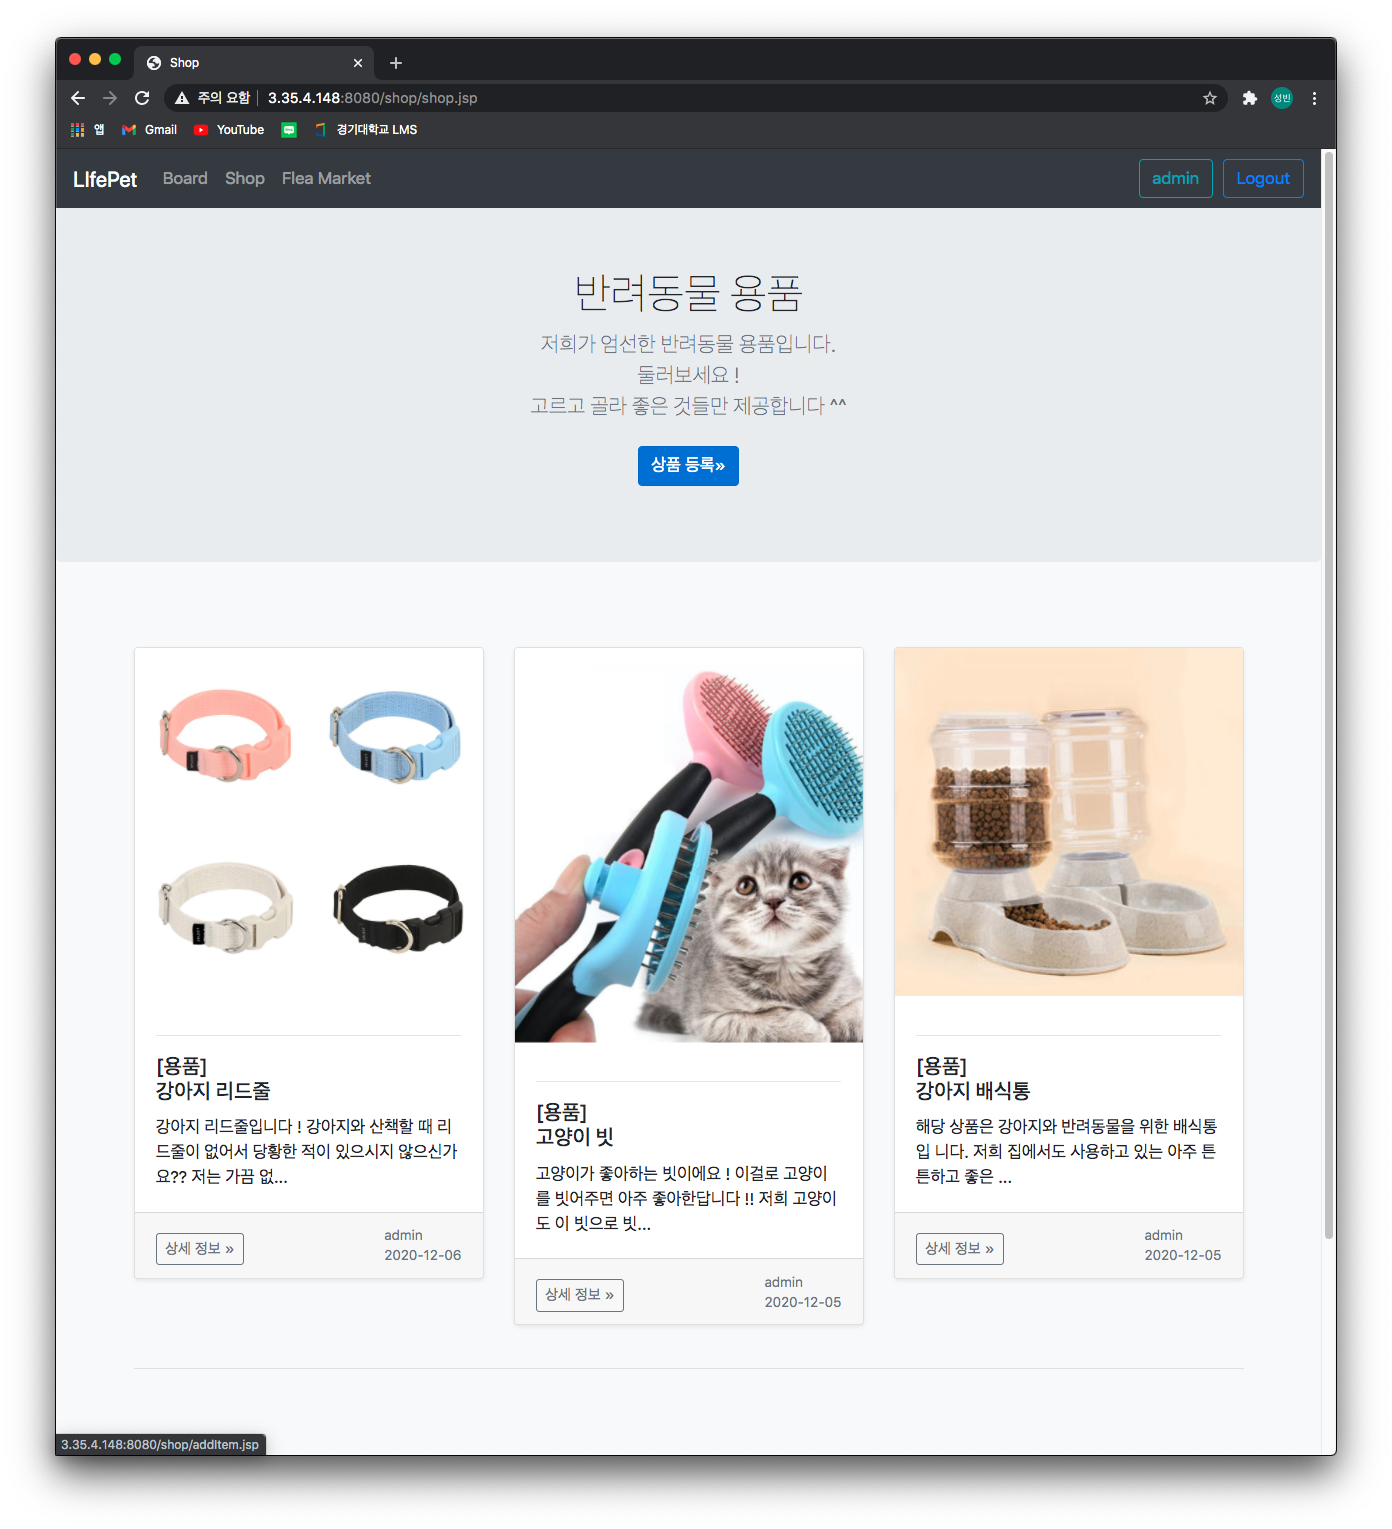 Shop
주의 요함 3.35.4.148:8080/shop/shop.jsp
성빈
앱 Gmail YouTube 경기대학교 LMS
LIfePet Board Shop Flea Market admin Logout
반려동물 용품
저희가 엄선한 반려동물 용품입니다.
둘러보세요 !
고르고 골라 좋은 것들만 제공합니다 ^^
상품 등록»
[용품]
강아지 리드줄
강아지 리드줄입니다 ! 강아지와 산책할 때 리
드줄이 없어서 당황한 적이 있으시지 않으신가
요?? 저는 가끔 없...
상세 정보 »
admin
2020-12-06
[용품]
고양이 빗
고양이가 좋아하는 빗이에요 ! 이걸로 고양이
를 빗어주면 아주 좋아한답니다 !! 저희 고양이
도 이 빗으로 빗...
상세 정보 »
admin
2020-12-05
[용품]
강아지 배식통
해당 상품은 강아지와 반려동물을 위한 배식통
입 니다. 저희 집에서도 사용하고 있는 아주 튼
튼하고 좋은 ...
상세 정보 »
admin
2020-12-05
3.35.4.148:8080/shop/addItem.jsp